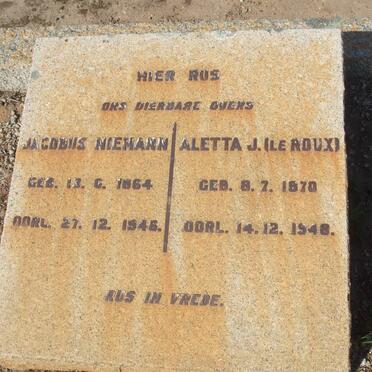 HIER RUS
ONS DIERBARE OUERS
JACOBUS NIEMANN
GEB. 13. 6. 1864
OORL. 27. 12. 1946.
ALETTA J. (LE ROUX)
GEB. 8. 7. 1870
OORL. 14. 12. 1948.
RUS IN VREDE.